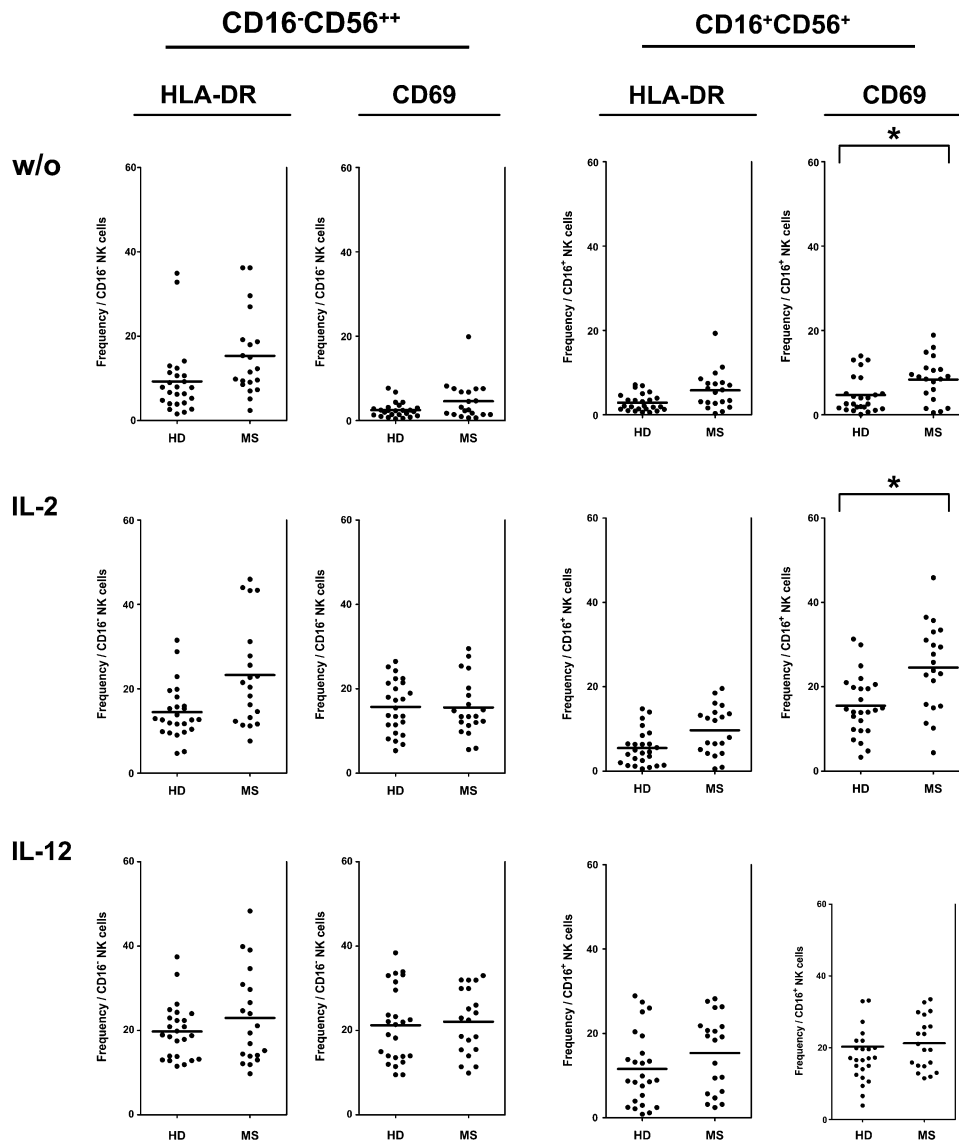 CD16⁻CD56⁺⁺ CD16⁺CD56⁺
HLA-DR CD69 HLA-DR CD69
w/o
*
60 60 60 60
40 40 40 40
20 20 20 20
0 0 0 0
Frequency / CD16⁻ NK cells Frequency / CD16⁻ NK cells Frequency / CD16⁺ NK cells Frequency / CD16⁺ NK cells
HD MS HD MS HD MS HD MS
IL-2
*
60 60 60 60
40 40 40 40
20 20 20 20
0 0 0 0
Frequency / CD16⁻ NK cells Frequency / CD16⁻ NK cells Frequency / CD16⁺ NK cells Frequency / CD16⁺ NK cells
HD MS HD MS HD MS HD MS
IL-12
60 60 60 60
40 40 40 40
20 20 20 20
0 0 0 0
Frequency / CD16⁻ NK cells Frequency / CD16⁻ NK cells Frequency / CD16⁺ NK cells Frequency / CD16⁺ NK cells
HD MS HD MS HD MS HD MS